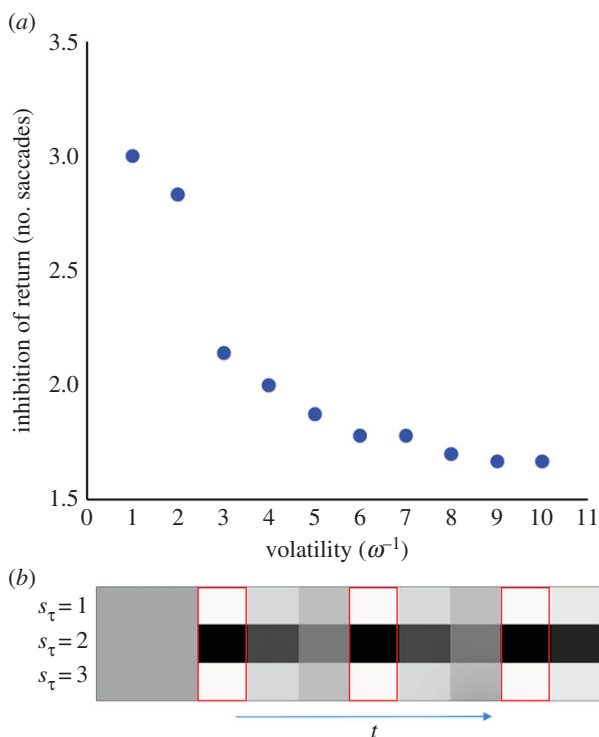 (a)
3.5
3.0
2.5
2.0
1.5
inhibition of return (no. saccades)
0 1 2 3 4 5 6 7 8 9 10 11
volatility (ω⁻¹)
(b)
sτ = 1
sτ = 2
sτ = 3
t